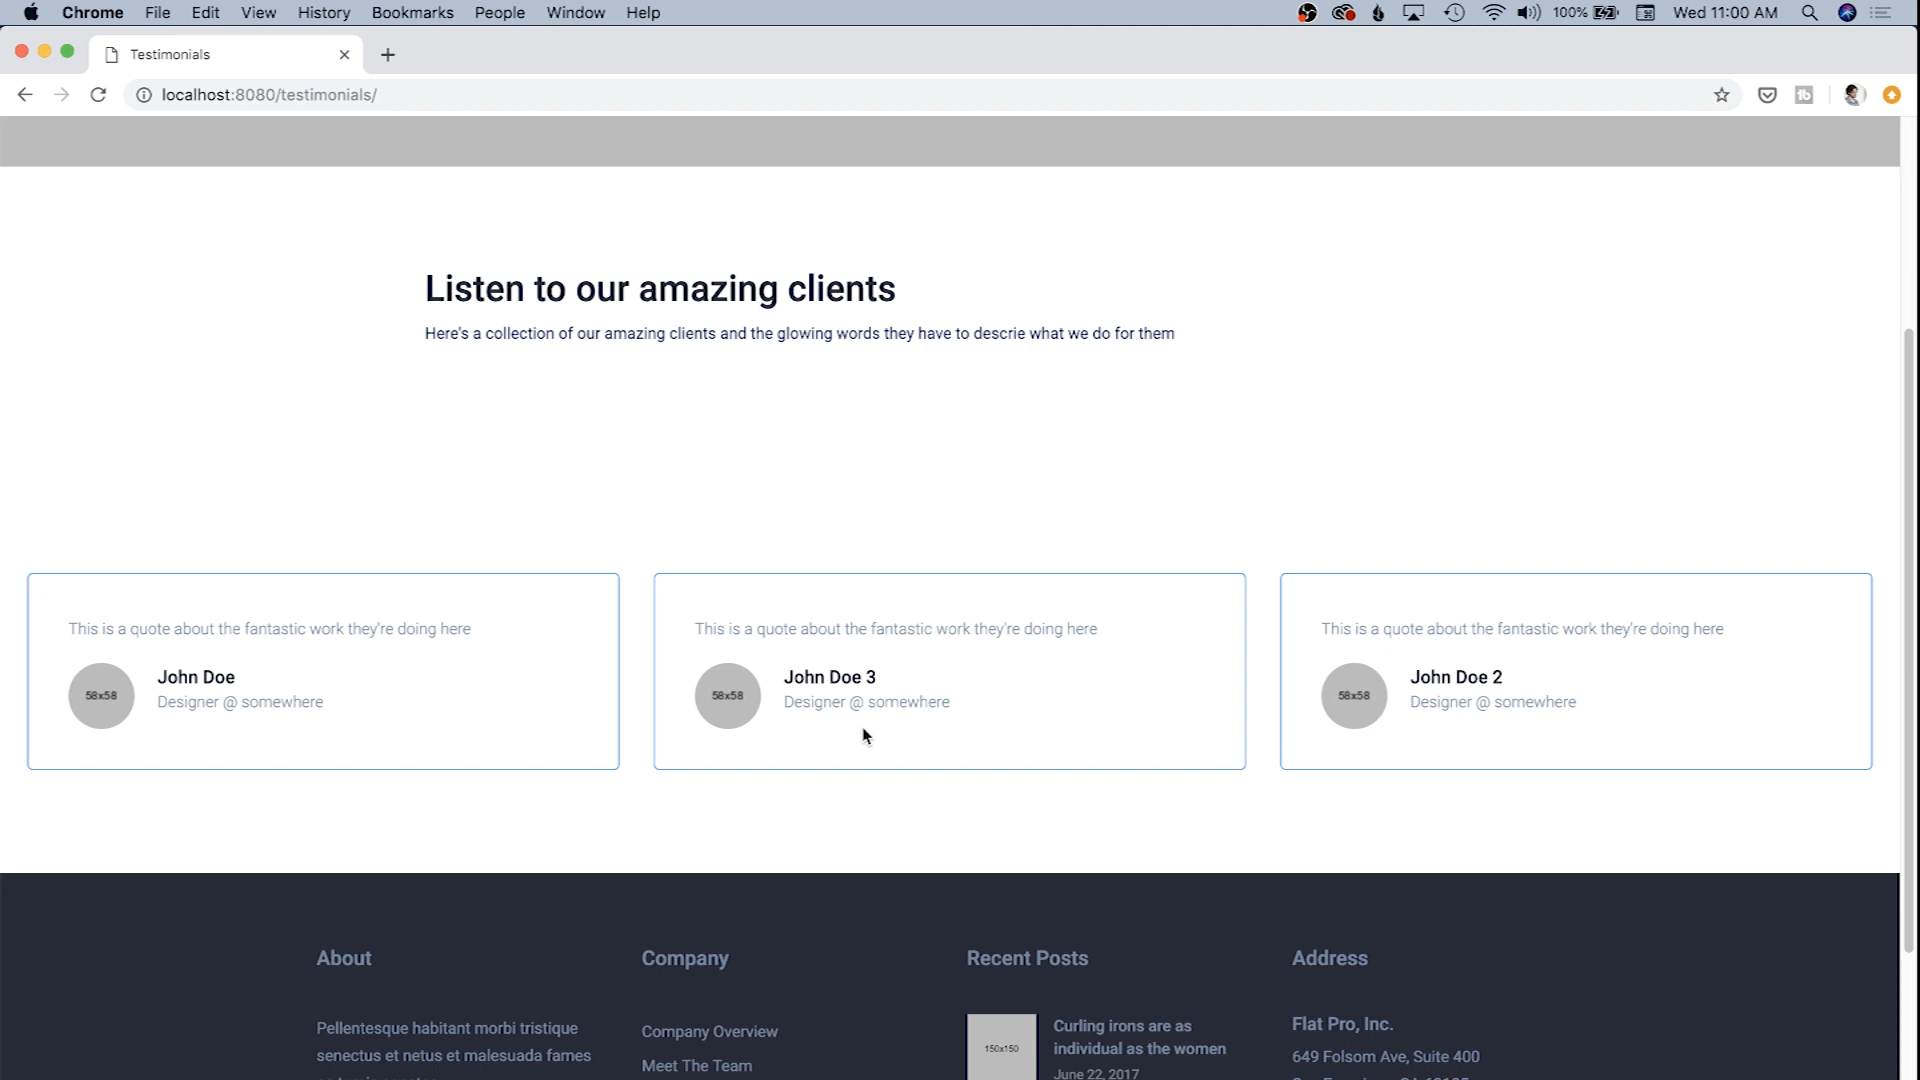 Chrome File Edit View History Bookmarks People Window Help 100% Wed 11:00 AM
Testimonials
localhost:8080/testimonials/
Listen to our amazing clients
Here's a collection of our amazing clients and the glowing words they have to descrie what we do for them
This is a quote about the fantastic work they're doing here
58x58
John Doe
Designer @ somewhere
This is a quote about the fantastic work they're doing here
58x58
John Doe 3
Designer @ somewhere
This is a quote about the fantastic work they're doing here
58x58
John Doe 2
Designer @ somewhere
About
Pellentesque habitant morbi tristique
senectus et netus et malesuada fames
Company
Company Overview
Meet The Team
Recent Posts
150x150
Curling irons are as
individual as the women
June 22, 2017
Address
Flat Pro, Inc.
649 Folsom Ave, Suite 400